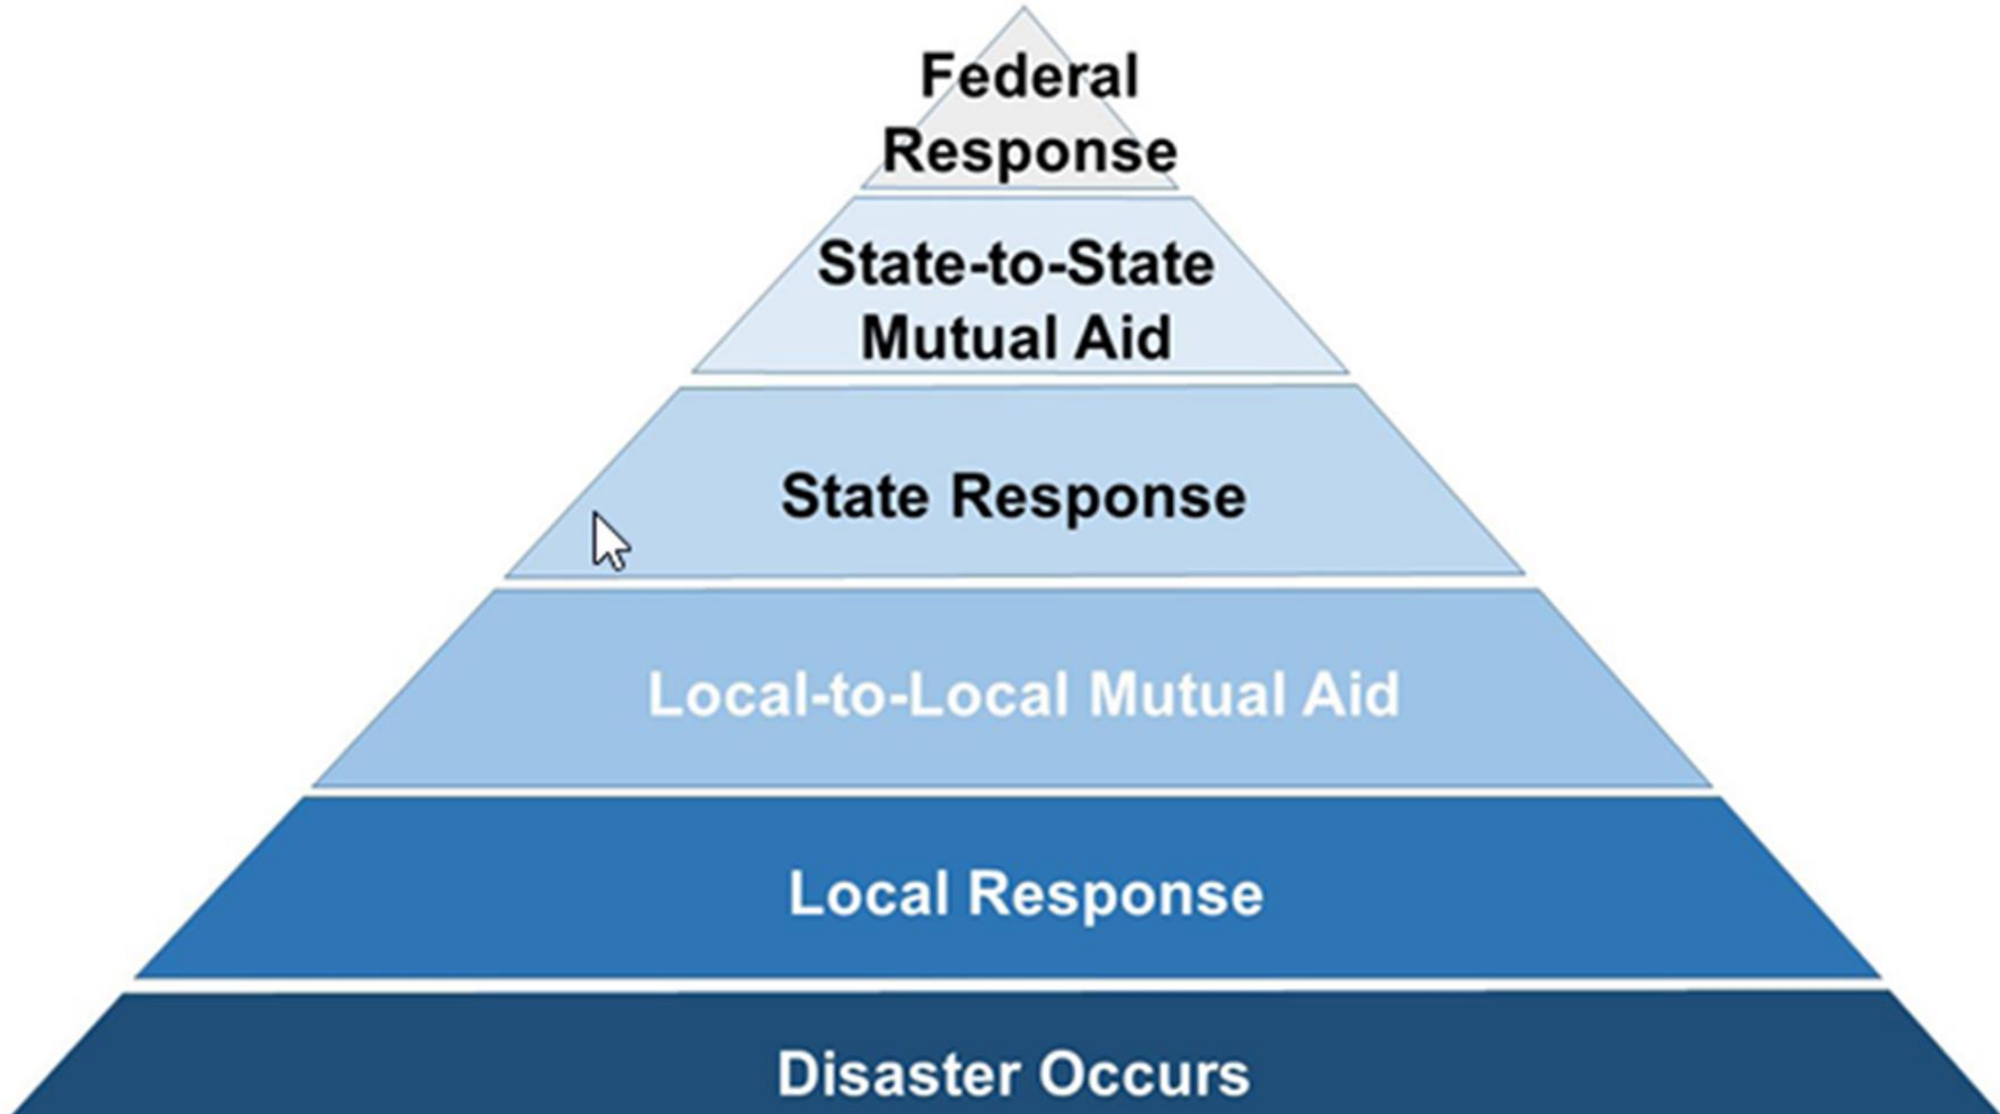 Federal
Response
State-to-State
Mutual Aid
State Response
Local-to-Local Mutual Aid
Local Response
Disaster Occurs